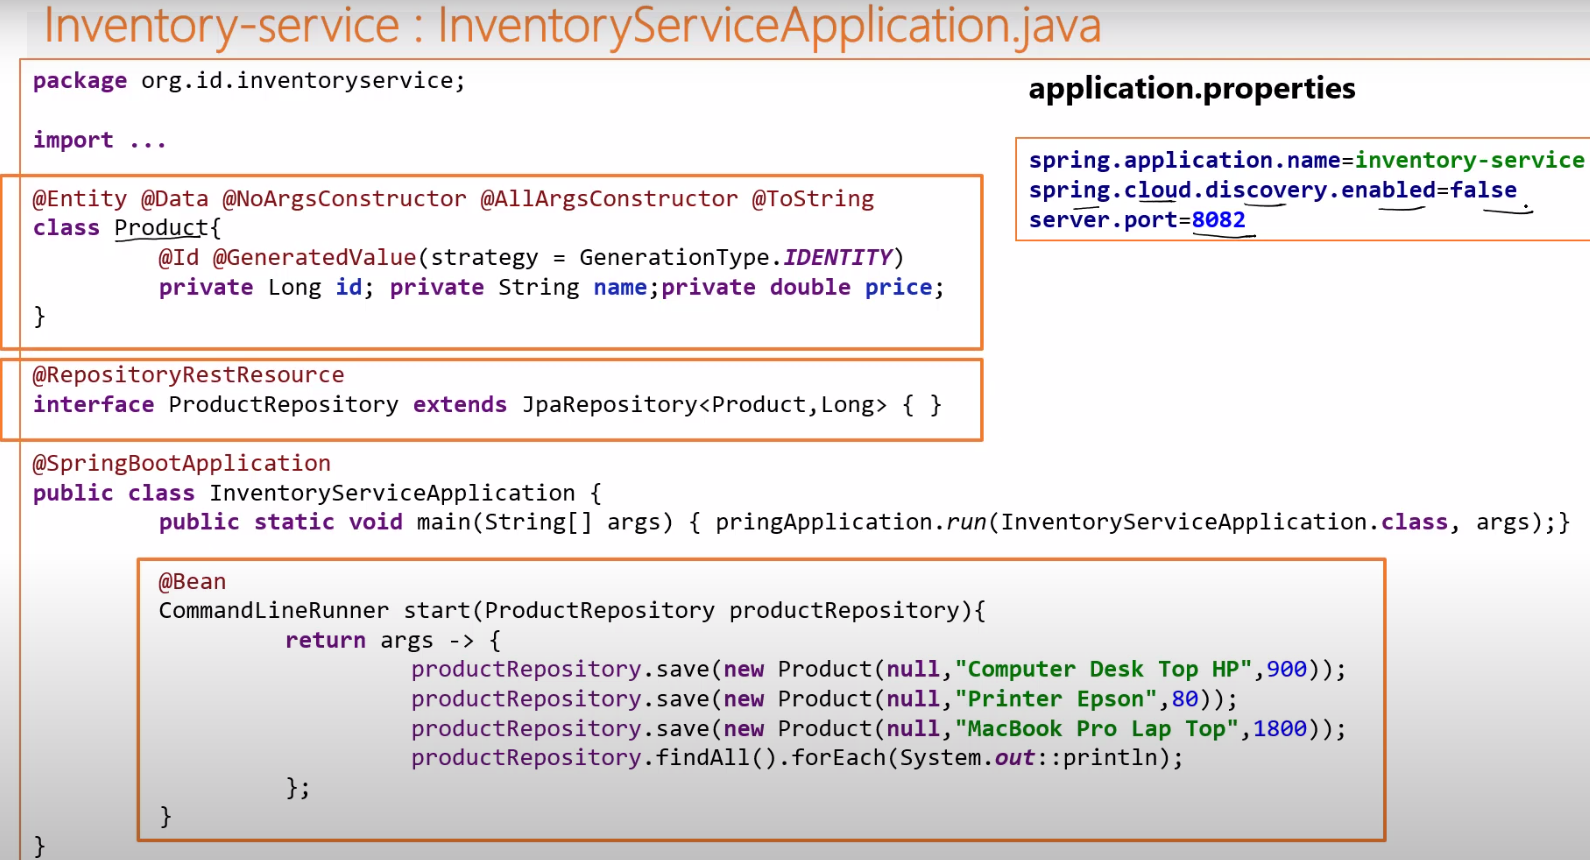 Inventory-service : InventoryServiceApplication.java
package org.id.inventoryservice;
import ...
@Entity @Data @NoArgsConstructor @AllArgsConstructor @ToString
class Product{
@Id @GeneratedValue(strategy = GenerationType.IDENTITY)
private Long id; private String name;private double price;
}
@RepositoryRestResource
interface ProductRepository extends JpaRepository<Product,Long> { }
@SpringBootApplication
public class InventoryServiceApplication {
public static void main(String[] args) { pringApplication.run(InventoryServiceApplication.class, args);}
@Bean
CommandLineRunner start(ProductRepository productRepository){
return args -> {
productRepository.save(new Product(null,"Computer Desk Top HP",900));
productRepository.save(new Product(null,"Printer Epson",80));
productRepository.save(new Product(null,"MacBook Pro Lap Top",1800));
productRepository.findAll().forEach(System.out::println);
};
}
}
application.properties
spring.application.name=inventory-service
spring.cloud.discovery.enabled=false
server.port=8082